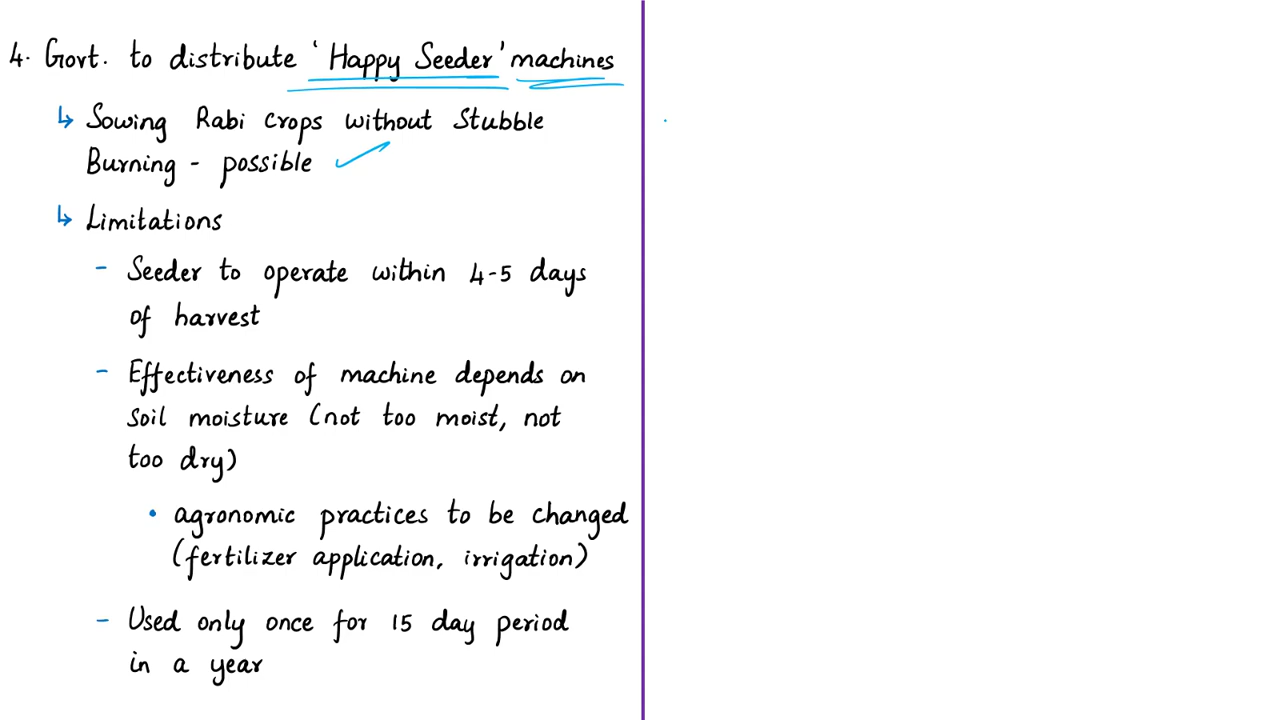 4. Govt. to distribute 'Happy Seeder' machines
↳ Sowing Rabi crops without Stubble
Burning - possible ✓
↳ Limitations
- Seeder to operate within 4-5 days
of harvest
- Effectiveness of machine depends on
soil moisture (not too moist, not
too dry)
• agronomic practices to be changed
(fertilizer application, irrigation)
- Used only once for 15 day period
in a year